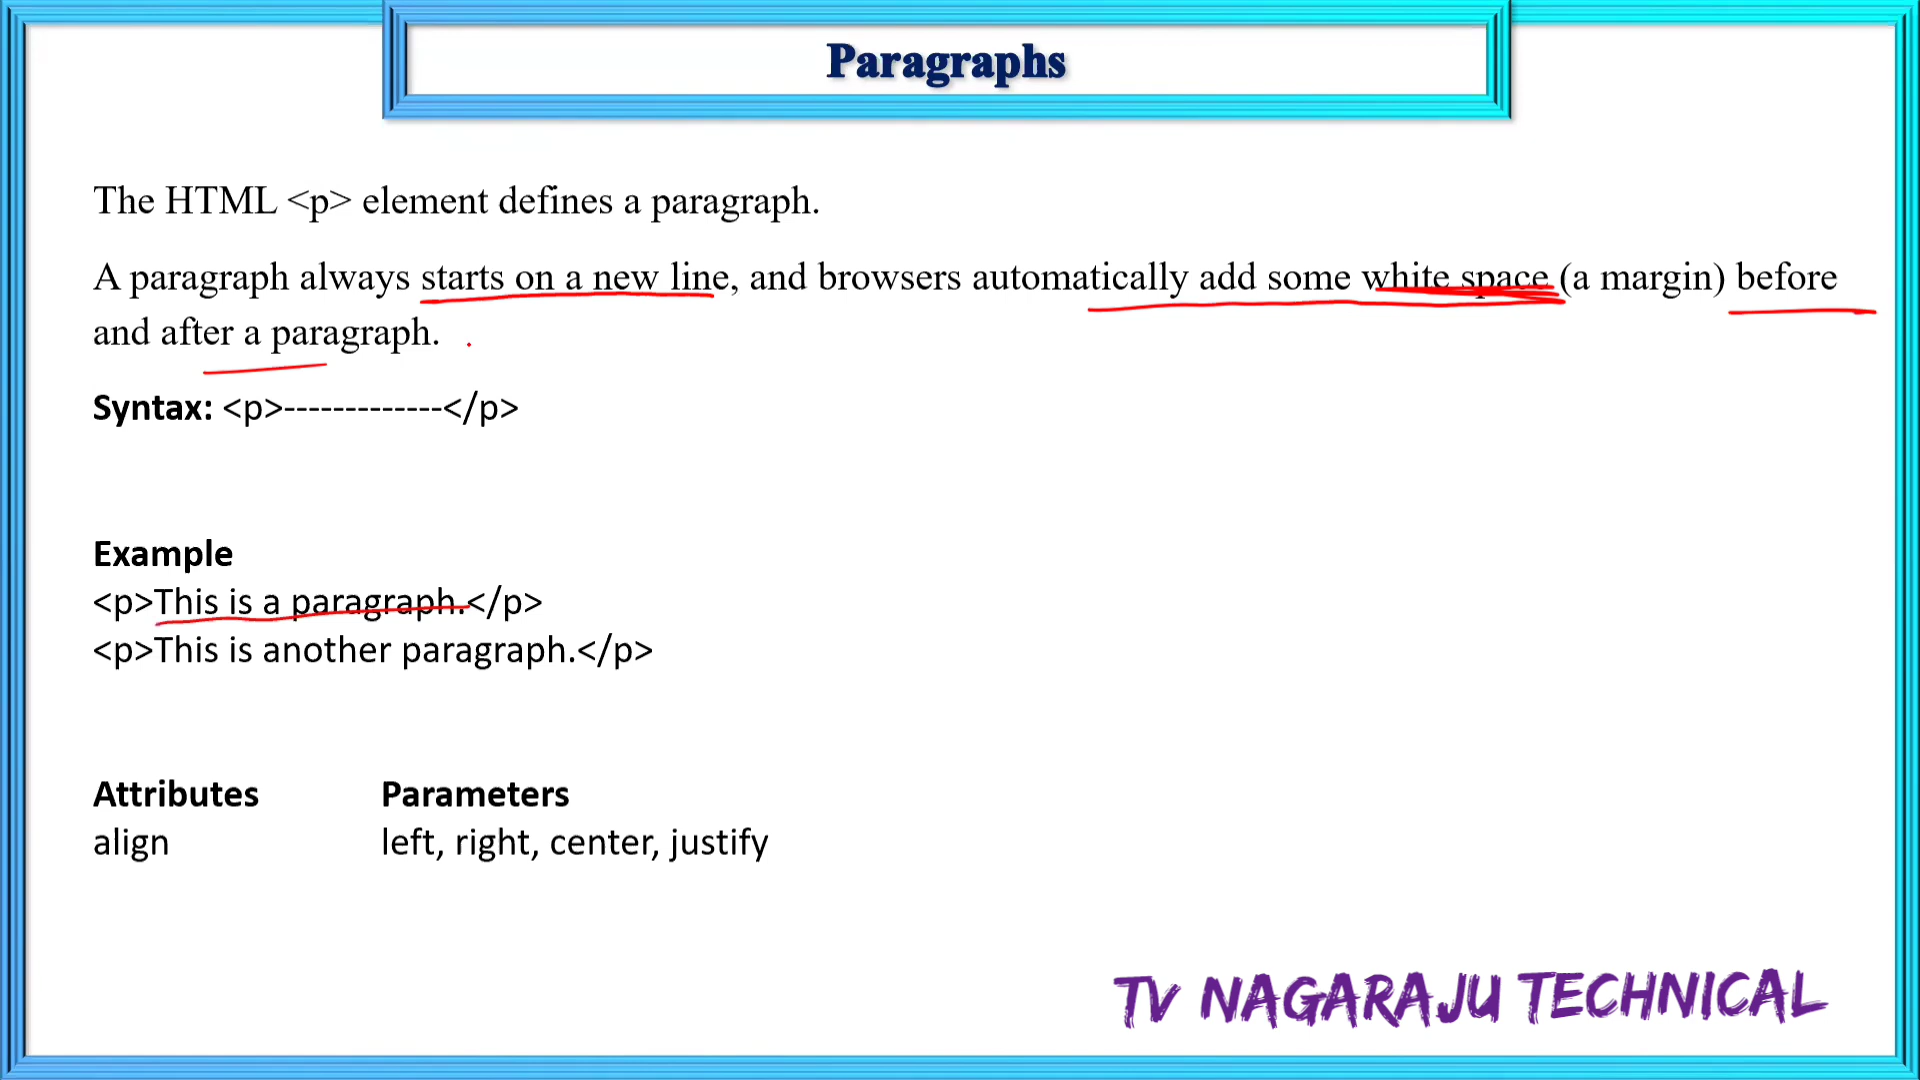 Paragraphs
The HTML <p> element defines a paragraph.
A paragraph always starts on a new line, and browsers automatically add some white space (a margin) before
and after a paragraph.
Syntax: <p>-------------</p>
Example
<p>This is a paragraph.</p>
<p>This is another paragraph.</p>
Attributes Parameters
align left, right, center, justify
TV NAGARAJU TECHNICAL